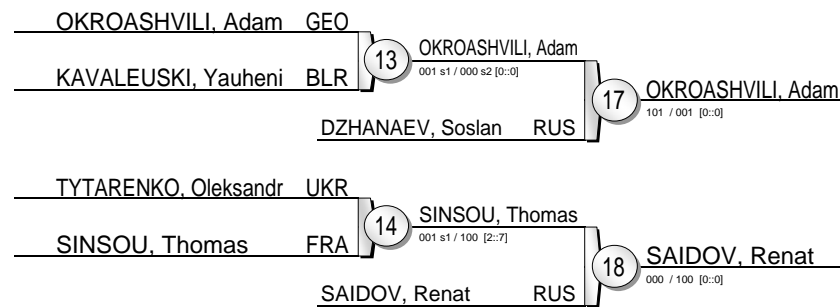 OKROASHVILI, Adam GEO
13
OKROASHVILI, Adam
001 s1 / 000 s2 [0::0]
KAVALEUSKI, Yauheni BLR
17
OKROASHVILI, Adam
101 / 001 [0::0]
DZHANAEV, Soslan RUS
TYTARENKO, Oleksandr UKR
14
SINSOU, Thomas
001 s1 / 100 [2::7]
SINSOU, Thomas FRA
18
SAIDOV, Renat
000 / 100 [0::0]
SAIDOV, Renat RUS